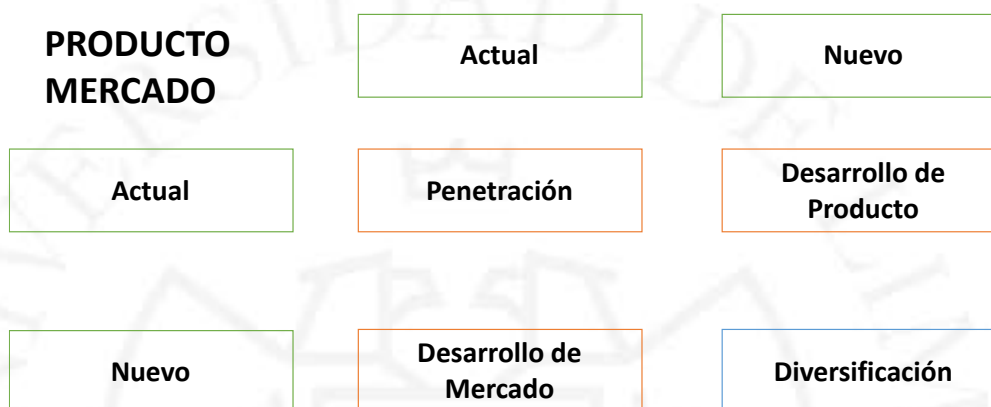 PRODUCTO
MERCADO
Actual
Nuevo
Actual
Penetración
Desarrollo de
Producto
Nuevo
Desarrollo de
Mercado
Diversificación